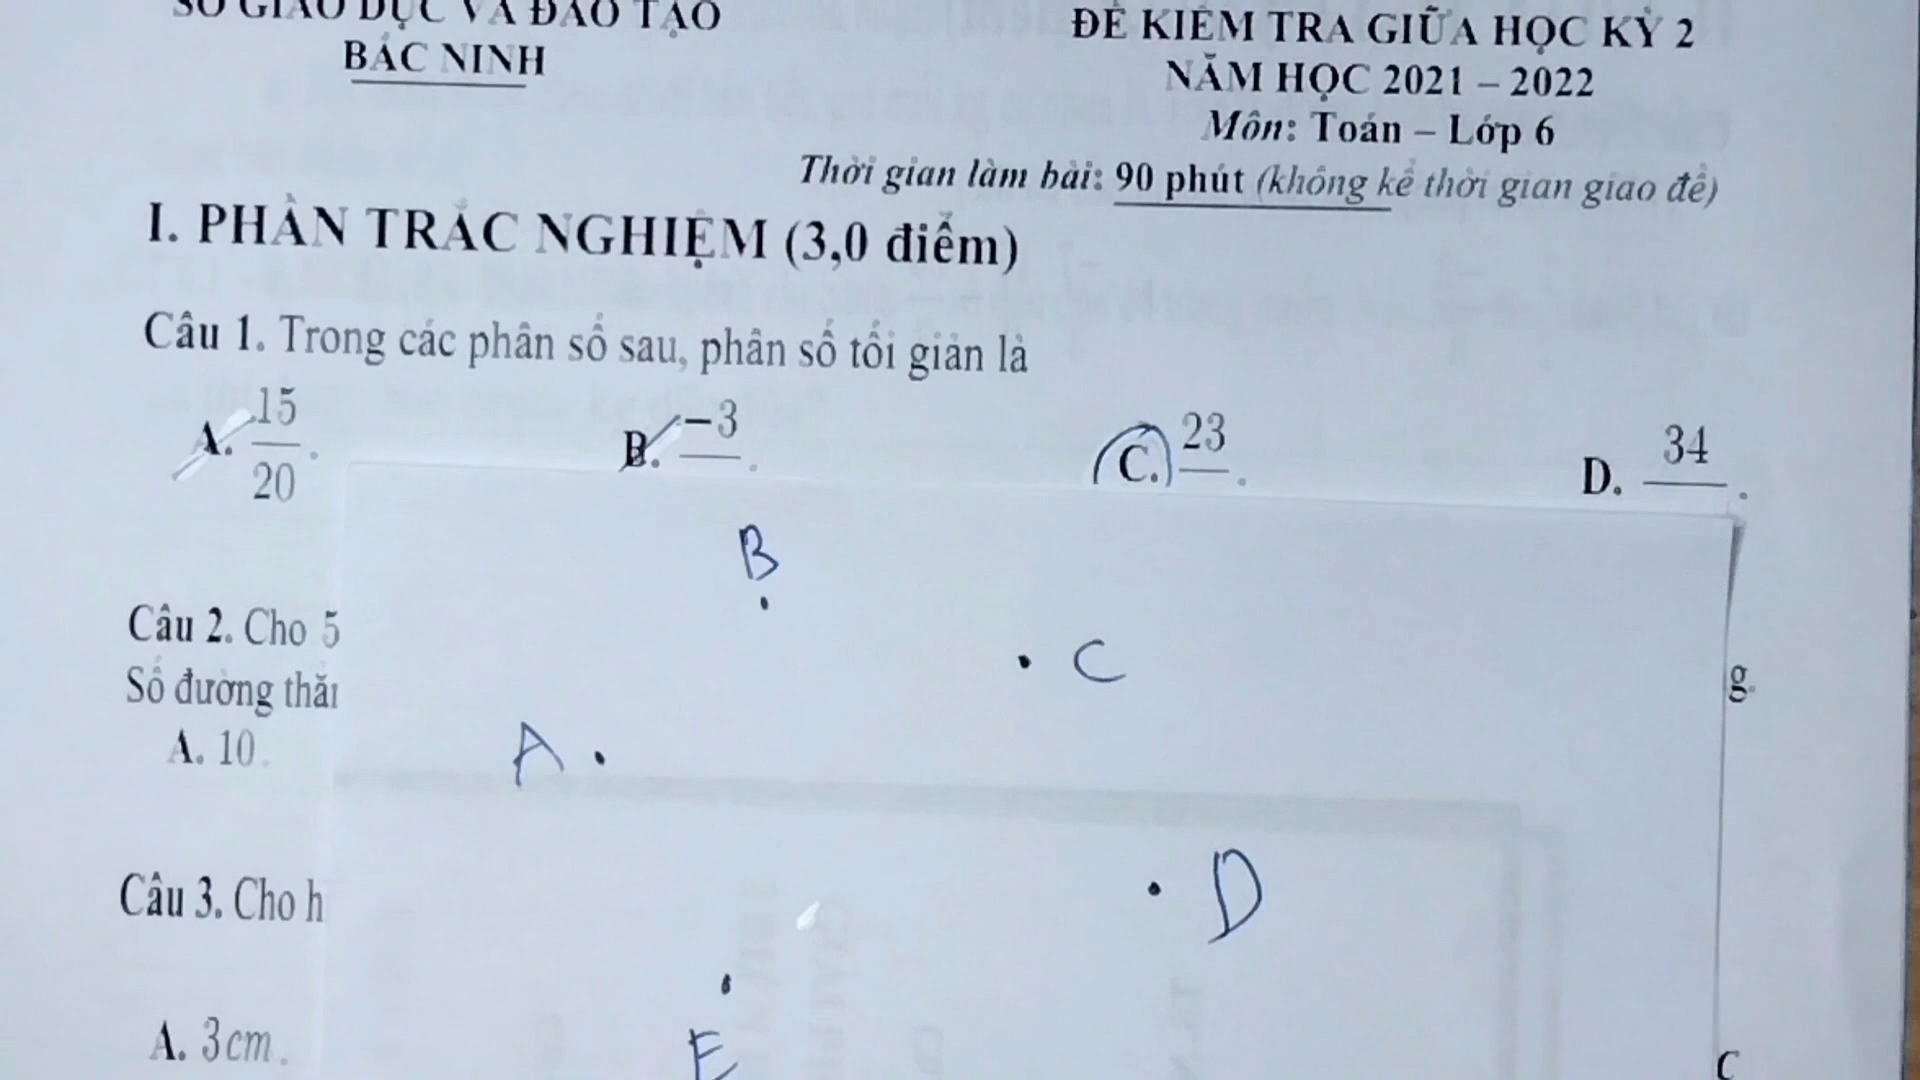 SỞ GIÁO DỤC VÀ ĐÀO TẠO
BẮC NINH
ĐỀ KIỂM TRA GIỮA HỌC KỲ 2
NĂM HỌC 2021 – 2022
Môn: Toán – Lớp 6
Thời gian làm bài: 90 phút (không kể thời gian giao đề)
I. PHẦN TRẮC NGHIỆM (3,0 điểm)
Câu 1. Trong các phân số sau, phân số tối giản là
A. 15/20. B. −3 . C. 23 . D. 34 .
B
Câu 2. Cho 5
C
Số đường g.
A. 10.
A
Câu 3. Cho h
D
A. 3cm. C
E